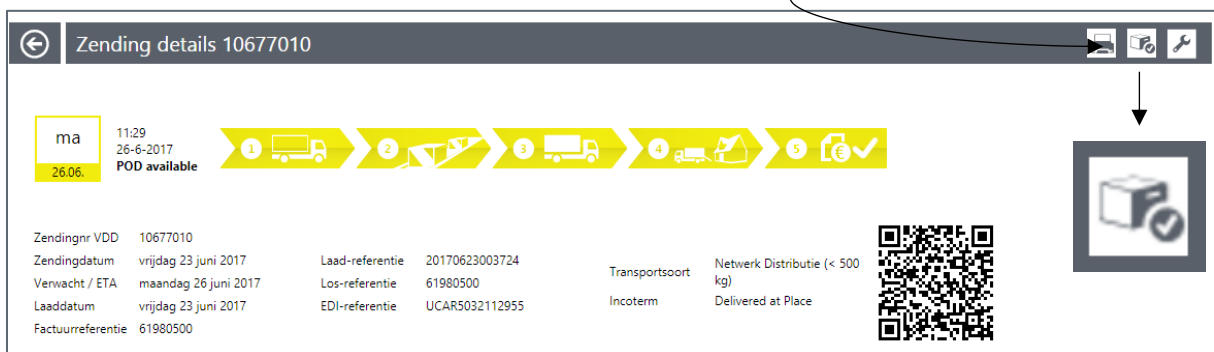 Zending details 10677010
ma
26.06.
11:29
26-6-2017
POD available
1
2
3
4
5
€
Zendingnr VDD 10677010
Zendingdatum vrijdag 23 juni 2017
Verwacht / ETA maandag 26 juni 2017
Laaddatum vrijdag 23 juni 2017
Factuurreferentie 61980500
Laad-referentie 20170623003724
Los-referentie 61980500
EDI-referentie UCAR5032112955
Transportsoort Netwerk Distributie (< 500
kg)
Incoterm Delivered at Place